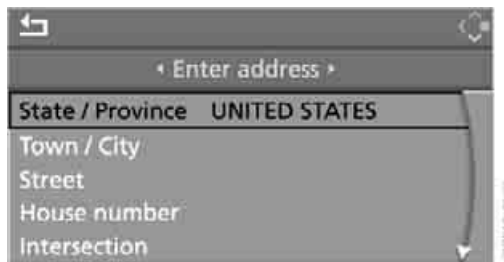 Enter address
State / Province UNITED STATES
Town / City
Street
House number
Intersection